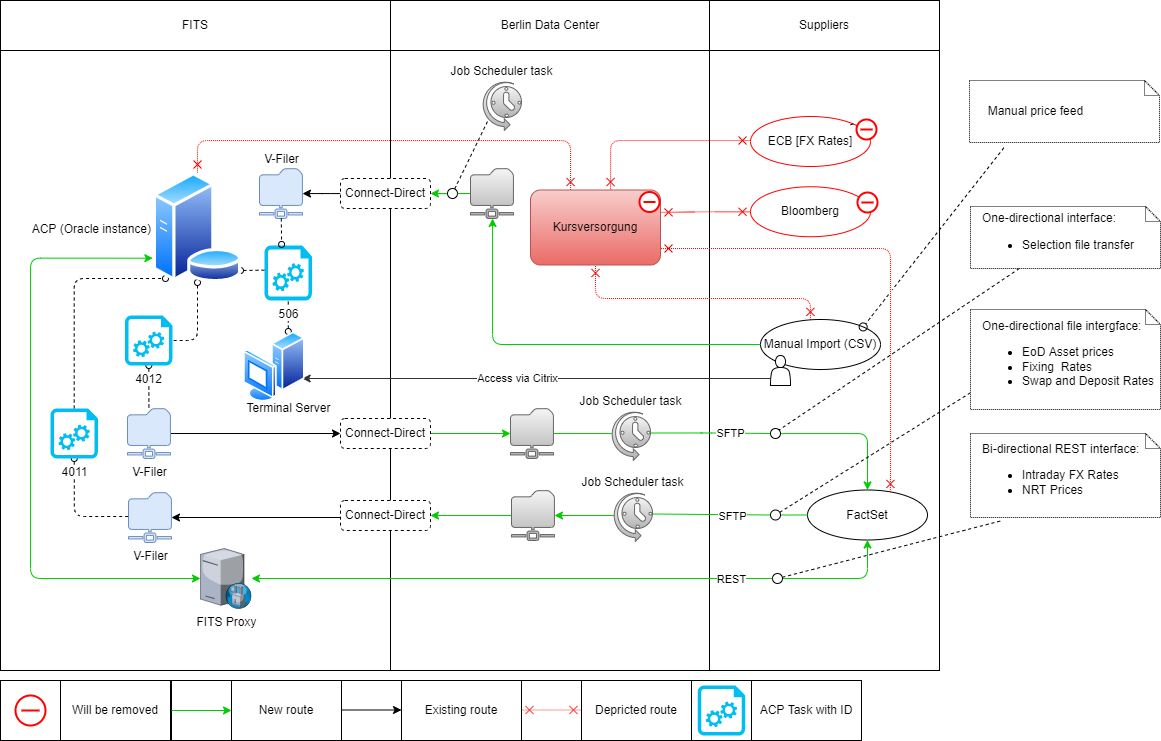 FITS
Berlin Data Center
Suppliers
Job Scheduler task
Manual price feed
ECB [FX Rates]
V-Filer
Connect-Direct
Bloomberg
Kursversorgung
ACP (Oracle instance)
One-directional interface:
Selection file transfer
506
One-directional file intergface:
EoD Asset prices
Fixing Rates
Swap and Deposit Rates
Manual Import (CSV)
4012
Access via Citrix
Terminal Server
Job Scheduler task
Connect-Direct
SFTP
V-Filer
4011
Bi-directional REST interface:
Intraday FX Rates
NRT Prices
Job Scheduler task
Connect-Direct
SFTP
FactSet
V-Filer
REST
FITS Proxy
Will be removed
New route
Existing route
Depricted route
ACP Task with ID